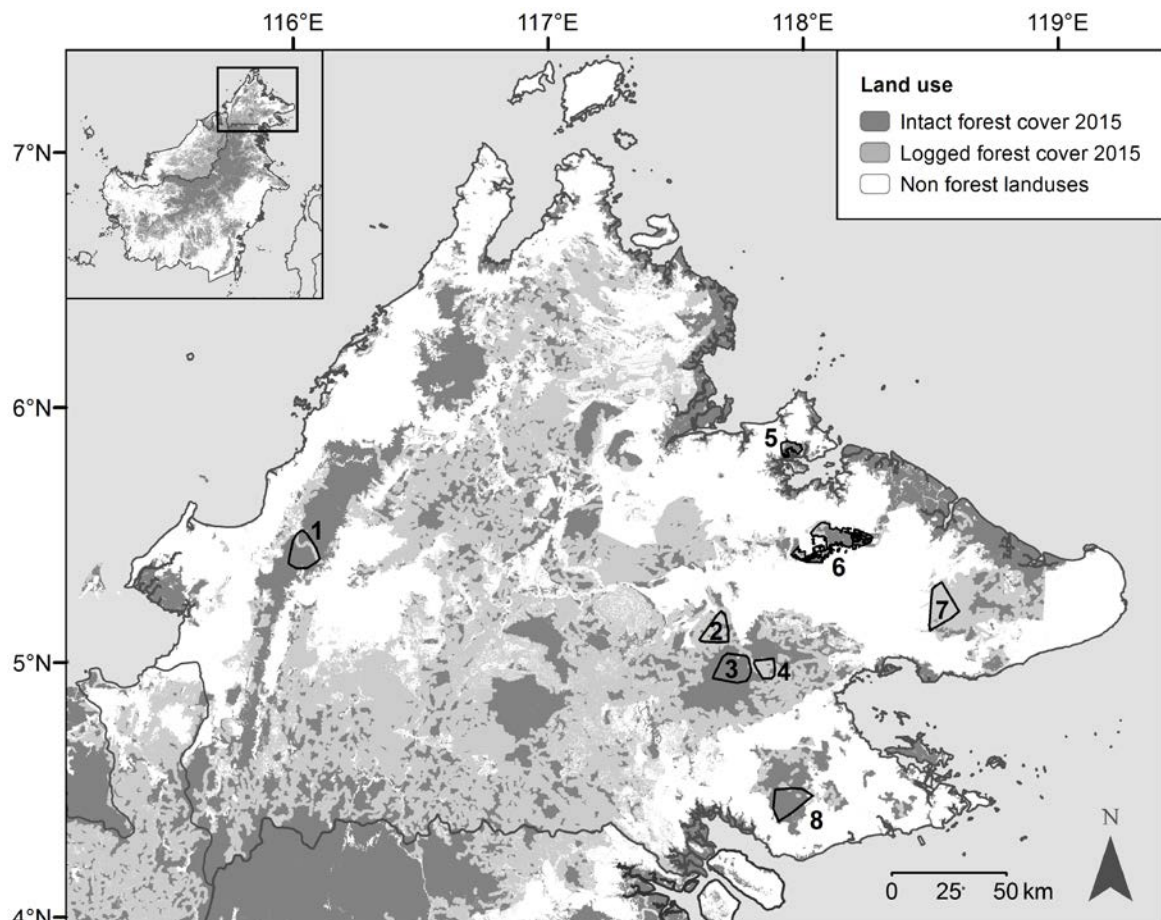 116°E 117°E 118°E 119°E
Land use
Intact forest cover 2015
Logged forest cover 2015
Non forest landuses
7°N
6°N
5
1
6
7
2
5°N
3 4
8
N
0 25 50 km
4°N